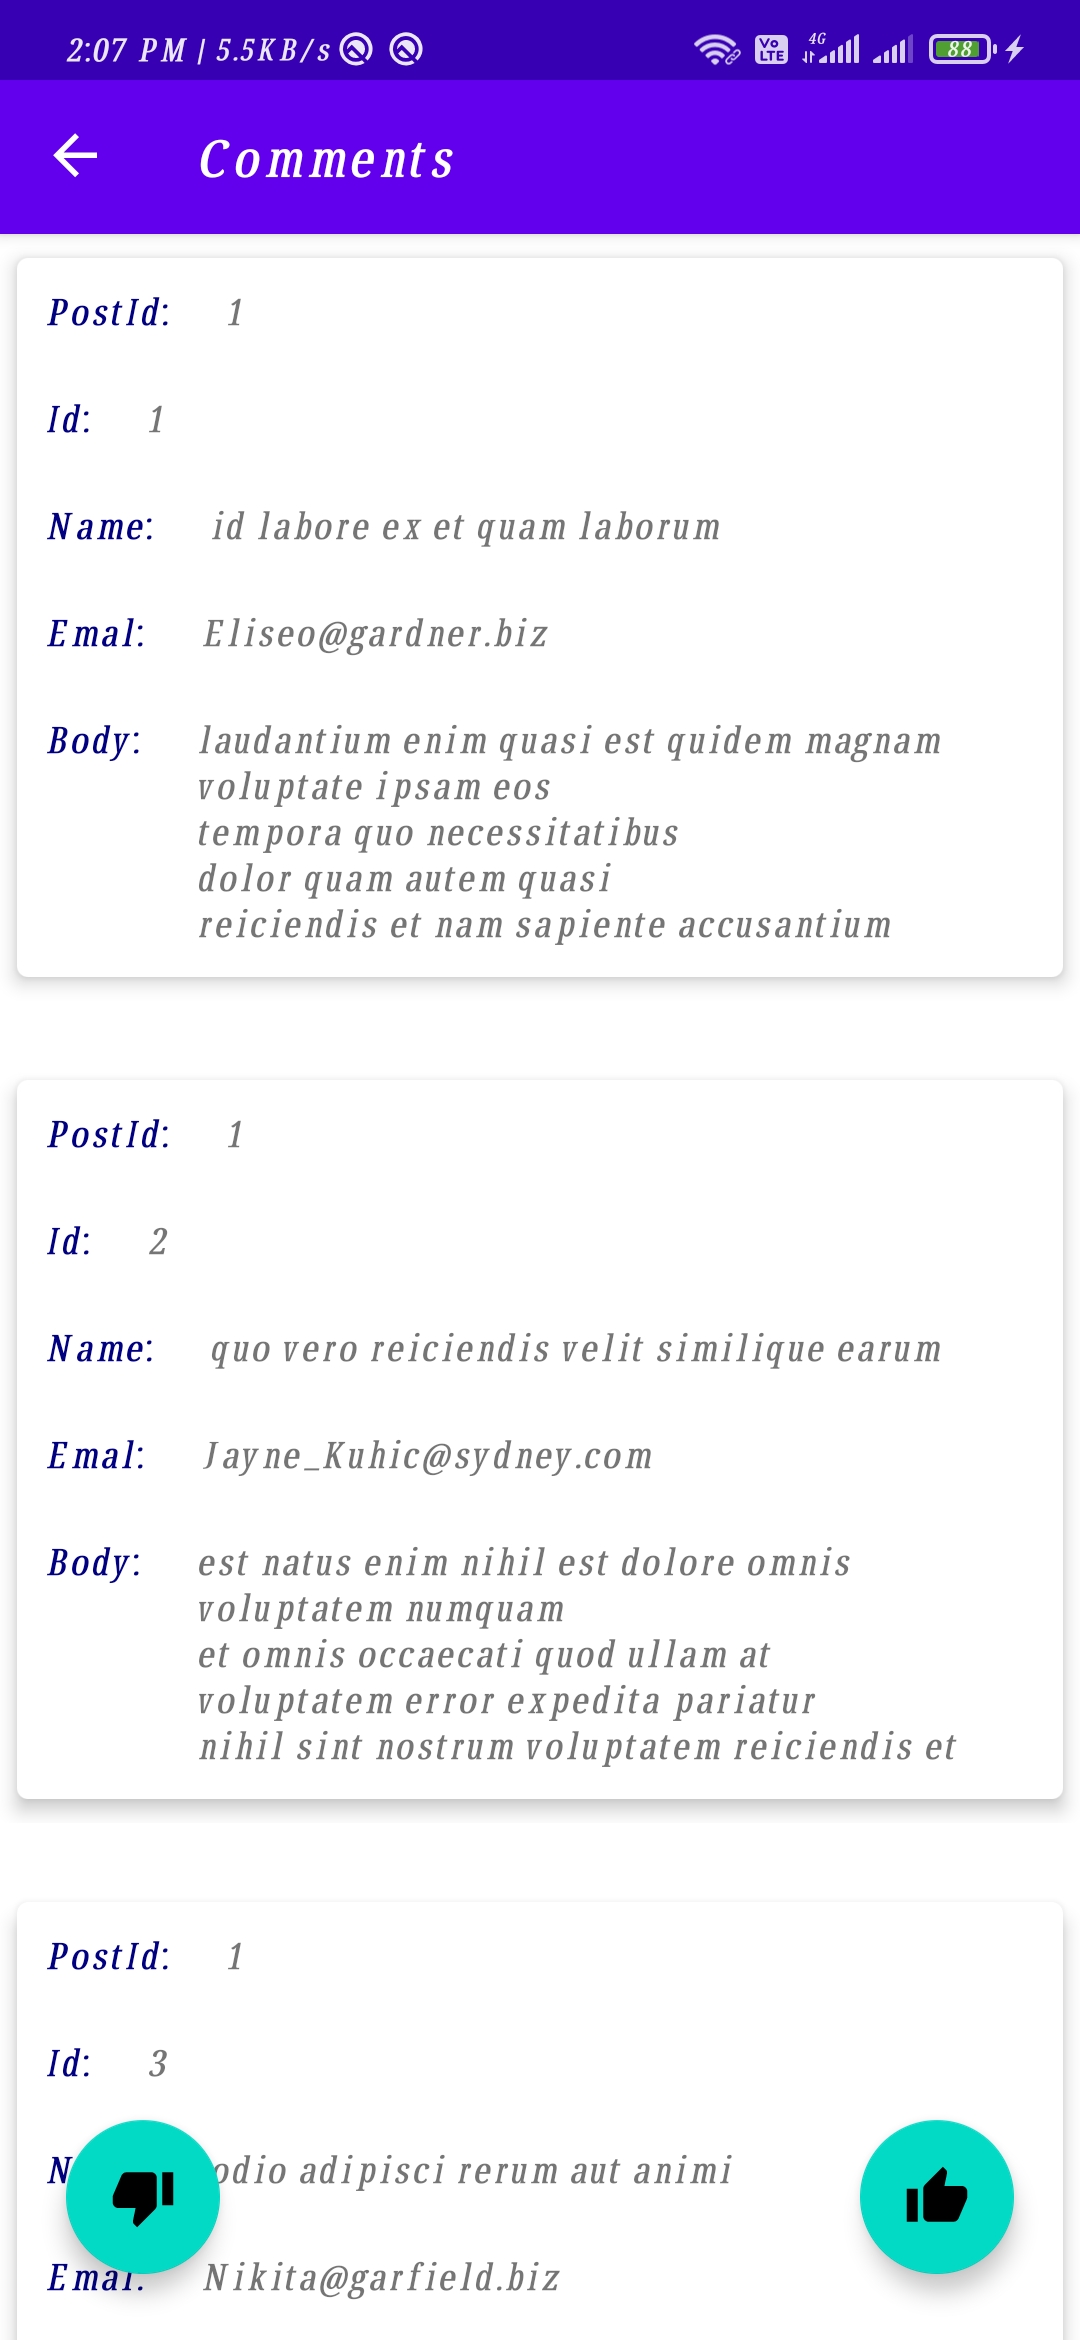 2:07 PM | 5.5KB/s
Vo LTE 4G 88
Comments
PostId: 1
Id: 1
Name: id labore ex et quam laborum
Emal: Eliseo@gardner.biz
Body: laudantium enim quasi est quidem magnam
voluptate ipsam eos
tempora quo necessitatibus
dolor quam autem quasi
reiciendis et nam sapiente accusantium
PostId: 1
Id: 2
Name: quo vero reiciendis velit similique earum
Emal: Jayne_Kuhic@sydney.com
Body: est natus enim nihil est dolore omnis
voluptatem numquam
et omnis occaecati quod ullam at
voluptatem error expedita pariatur
nihil sint nostrum voluptatem reiciendis et
PostId: 1
Id: 3
odio adipisci rerum aut animi
Emal: Nikita@garfield.biz